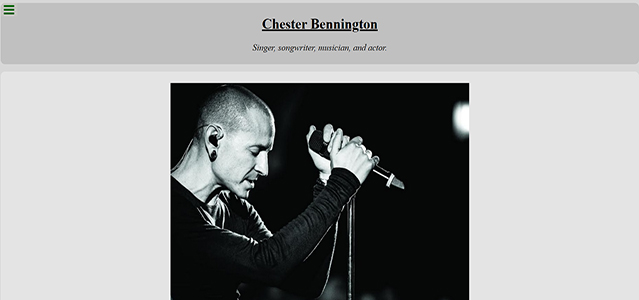 Chester Bennington
Singer, songwriter, musician, and actor.